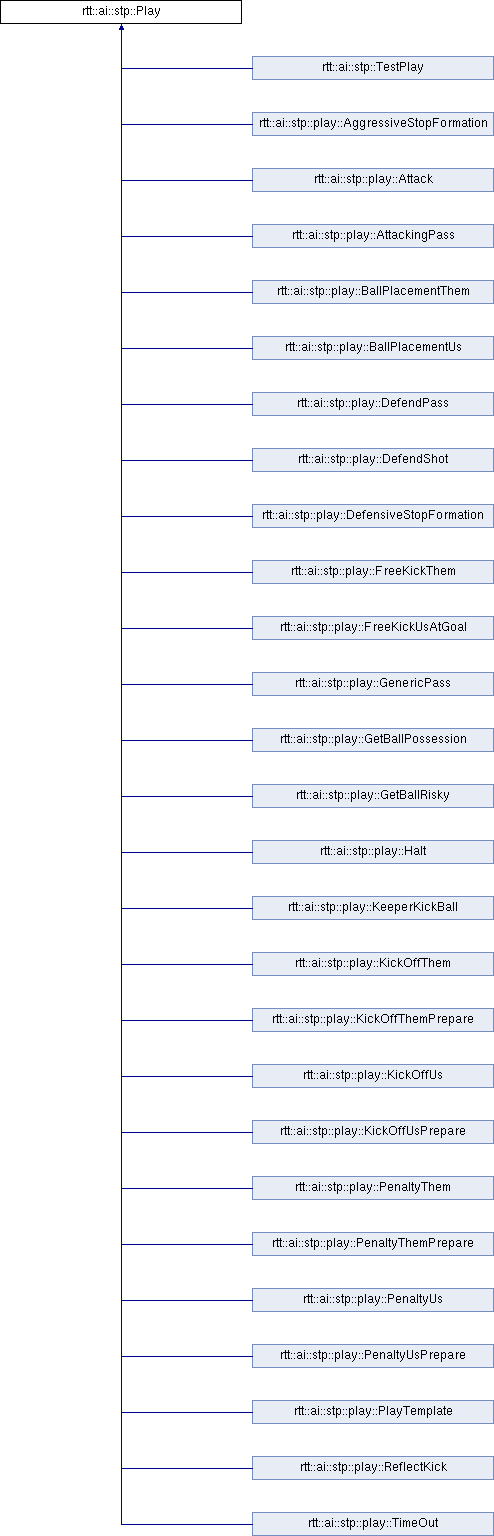 rtt::ai::stp::Play
rtt::ai::stp::TestPlay
rtt::ai::stp::play::AggressiveStopFormation
rtt::ai::stp::play::Attack
rtt::ai::stp::play::AttackingPass
rtt::ai::stp::play::BallPlacementThem
rtt::ai::stp::play::BallPlacementUs
rtt::ai::stp::play::DefendPass
rtt::ai::stp::play::DefendShot
rtt::ai::stp::play::DefensiveStopFormation
rtt::ai::stp::play::FreeKickThem
rtt::ai::stp::play::FreeKickUsAtGoal
rtt::ai::stp::play::GenericPass
rtt::ai::stp::play::GetBallPossession
rtt::ai::stp::play::GetBallRisky
rtt::ai::stp::play::Halt
rtt::ai::stp::play::KeeperKickBall
rtt::ai::stp::play::KickOffThem
rtt::ai::stp::play::KickOffThemPrepare
rtt::ai::stp::play::KickOffUs
rtt::ai::stp::play::KickOffUsPrepare
rtt::ai::stp::play::PenaltyThem
rtt::ai::stp::play::PenaltyThemPrepare
rtt::ai::stp::play::PenaltyUs
rtt::ai::stp::play::PenaltyUsPrepare
rtt::ai::stp::play::PlayTemplate
rtt::ai::stp::play::ReflectKick
rtt::ai::stp::play::TimeOut